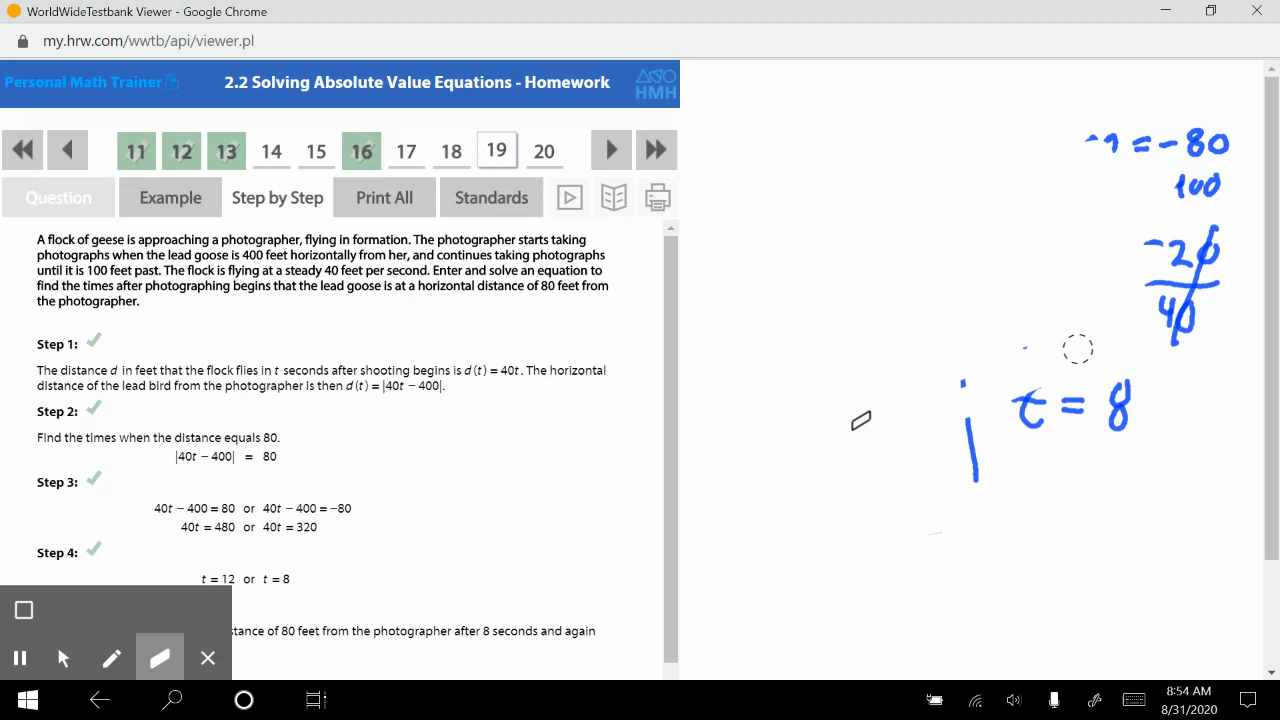 WorldWideTestbank Viewer - Google Chrome
my.hrw.com/wwtb/api/viewer.pl
Personal Math Trainer
2.2 Solving Absolute Value Equations - Homework
HMH
11 12 13 14 15 16 17 18 19 20
Question Example Step by Step Print All Standards
A flock of geese is approaching a photographer, flying in formation. The photographer starts taking
photographs when the lead goose is 400 feet horizontally from her, and continues taking photographs
until it is 100 feet past. The flock is flying at a steady 40 feet per second. Enter and solve an equation to
find the times after photographing begins that the lead goose is at a horizontal distance of 80 feet from
the photographer.
Step 1:
The distance d in feet that the flock flies in t seconds after shooting begins is d(t) = 40t. The horizontal
distance of the lead bird from the photographer is then d(t) = |40t − 400|.
Step 2:
Find the times when the distance equals 80.
|40t − 400| = 80
Step 3:
40t − 400 = 80 or 40t − 400 = −80
40t = 480 or 40t = 320
Step 4:
t = 12 or t = 8
stance of 80 feet from the photographer after 8 seconds and again
= -80
100
-20
40
t = 8
8:54 AM
8/31/2020